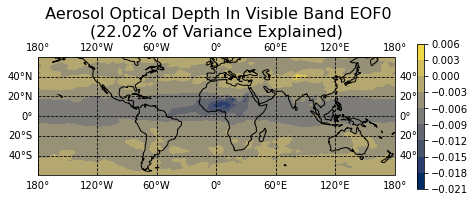 Aerosol Optical Depth In Visible Band EOF0
(22.02% of Variance Explained)
180° 120°W 60°W 0° 60°E 120°E 180°
40°N 40°N
20°N 20°N
0° 0°
20°S 20°S
40°S 40°S
180° 120°W 60°W 0° 60°E 120°E 180°
0.006
0.003
0.000
−0.003
−0.006
−0.009
−0.012
−0.015
−0.018
−0.021